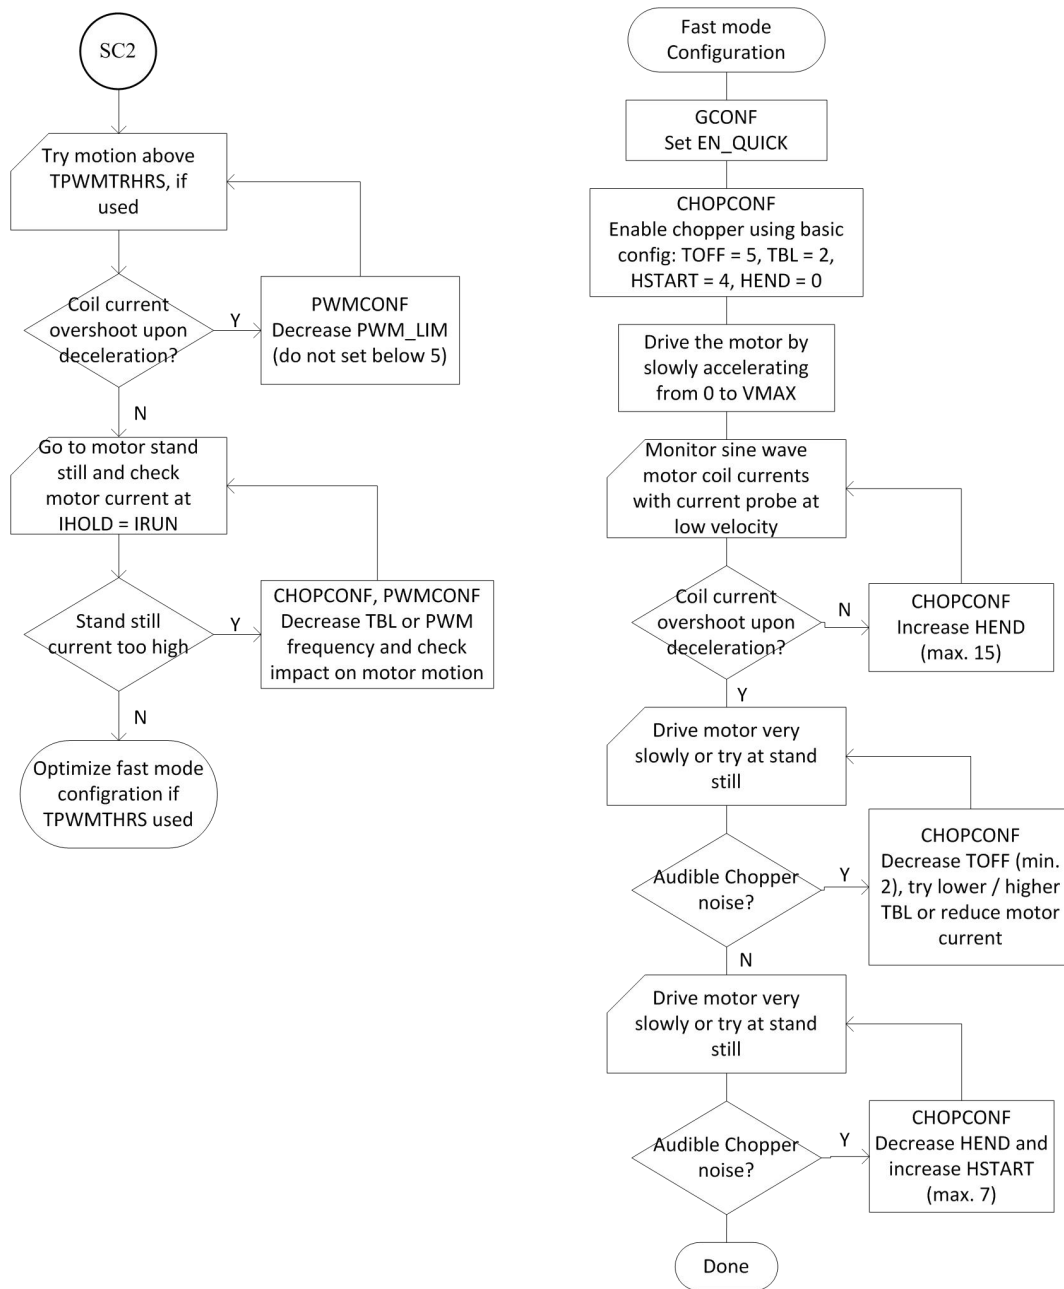 SC2
Try motion above
TPWMTRHRS, if
used
Coil current
overshoot upon
deceleration?
Y
PWMCONF
Decrease PWM_LIM
(do not set below 5)
N
Go to motor stand
still and check
motor current at
IHOLD = IRUN
Stand still
current too high
Y
CHOPCONF, PWMCONF
Decrease TBL or PWM
frequency and check
impact on motor motion
N
Optimize fast mode
configration if
TPWMTHRS used
Fast mode
Configuration
GCONF
Set EN_QUICK
CHOPCONF
Enable chopper using basic
config: TOFF = 5, TBL = 2,
HSTART = 4, HEND = 0
Drive the motor by
slowly accelerating
from 0 to VMAX
Monitor sine wave
motor coil currents
with current probe at
low velocity
Coil current
overshoot upon
deceleration?
N
CHOPCONF
Increase HEND
(max. 15)
Y
Drive motor very
slowly or try at stand
still
Audible Chopper
noise?
Y
CHOPCONF
Decrease TOFF (min.
2), try lower / higher
TBL or reduce motor
current
N
Drive motor very
slowly or try at stand
still
Audible Chopper
noise?
Y
CHOPCONF
Decrease HEND and
increase HSTART
(max. 7)
Done